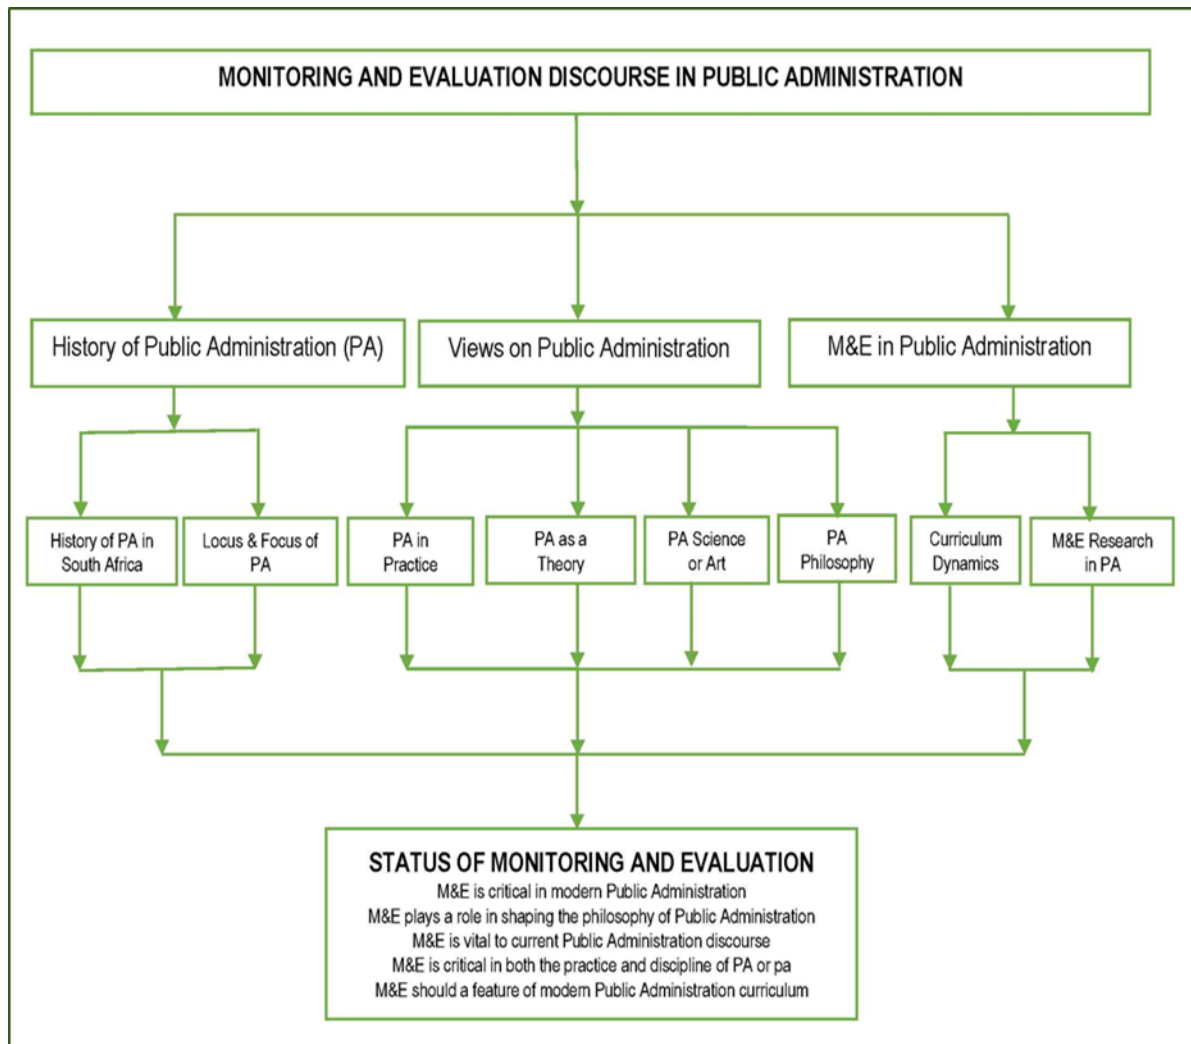 MONITORING AND EVALUATION DISCOURSE IN PUBLIC ADMINISTRATION
History of Public Administration (PA)
Views on Public Administration
M&E in Public Administration
History of PA in
South Africa
Locus & Focus of
PA
PA in
Practice
PA as a
Theory
PA Science
or Art
PA
Philosophy
Curriculum
Dynamics
M&E Research
in PA
STATUS OF MONITORING AND EVALUATION
M&E is critical in modern Public Administration
M&E plays a role in shaping the philosophy of Public Administration
M&E is vital to current Public Administration discourse
M&E is critical in both the practice and discipline of PA or pa
M&E should a feature of modern Public Administration curriculum